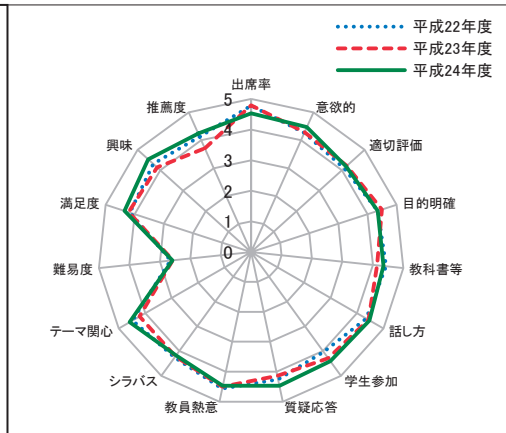 平成22年度
平成23年度
平成24年度
出席率
意欲的
適切評価
目的明確
教科書等
話し方
学生参加
質疑応答
教員熱意
シラバス
テーマ関心
難易度
満足度
興味
推薦度
5
4
3
2
1
0